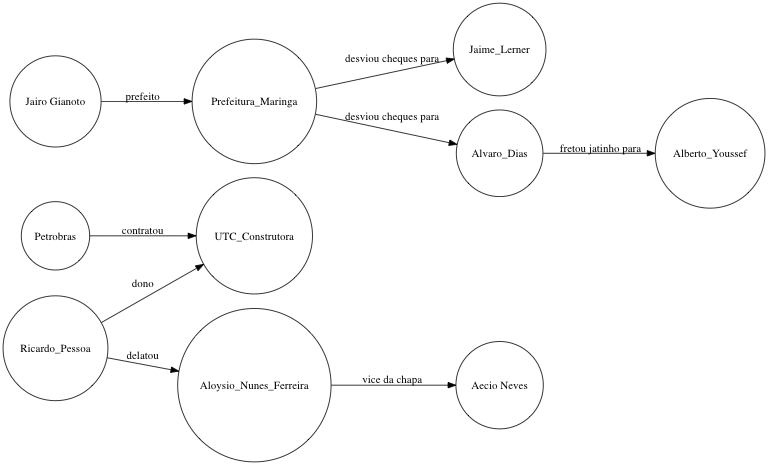 Jairo Gianoto
prefeito
Prefeitura_Maringa
desviou cheques para
Jaime_Lerner
desviou cheques para
Alvaro_Dias
fretou jatinho para
Alberto_Youssef
Petrobras
contratou
UTC_Construtora
dono
Ricardo_Pessoa
delatou
Aloysio_Nunes_Ferreira
vice da chapa
Aecio Neves